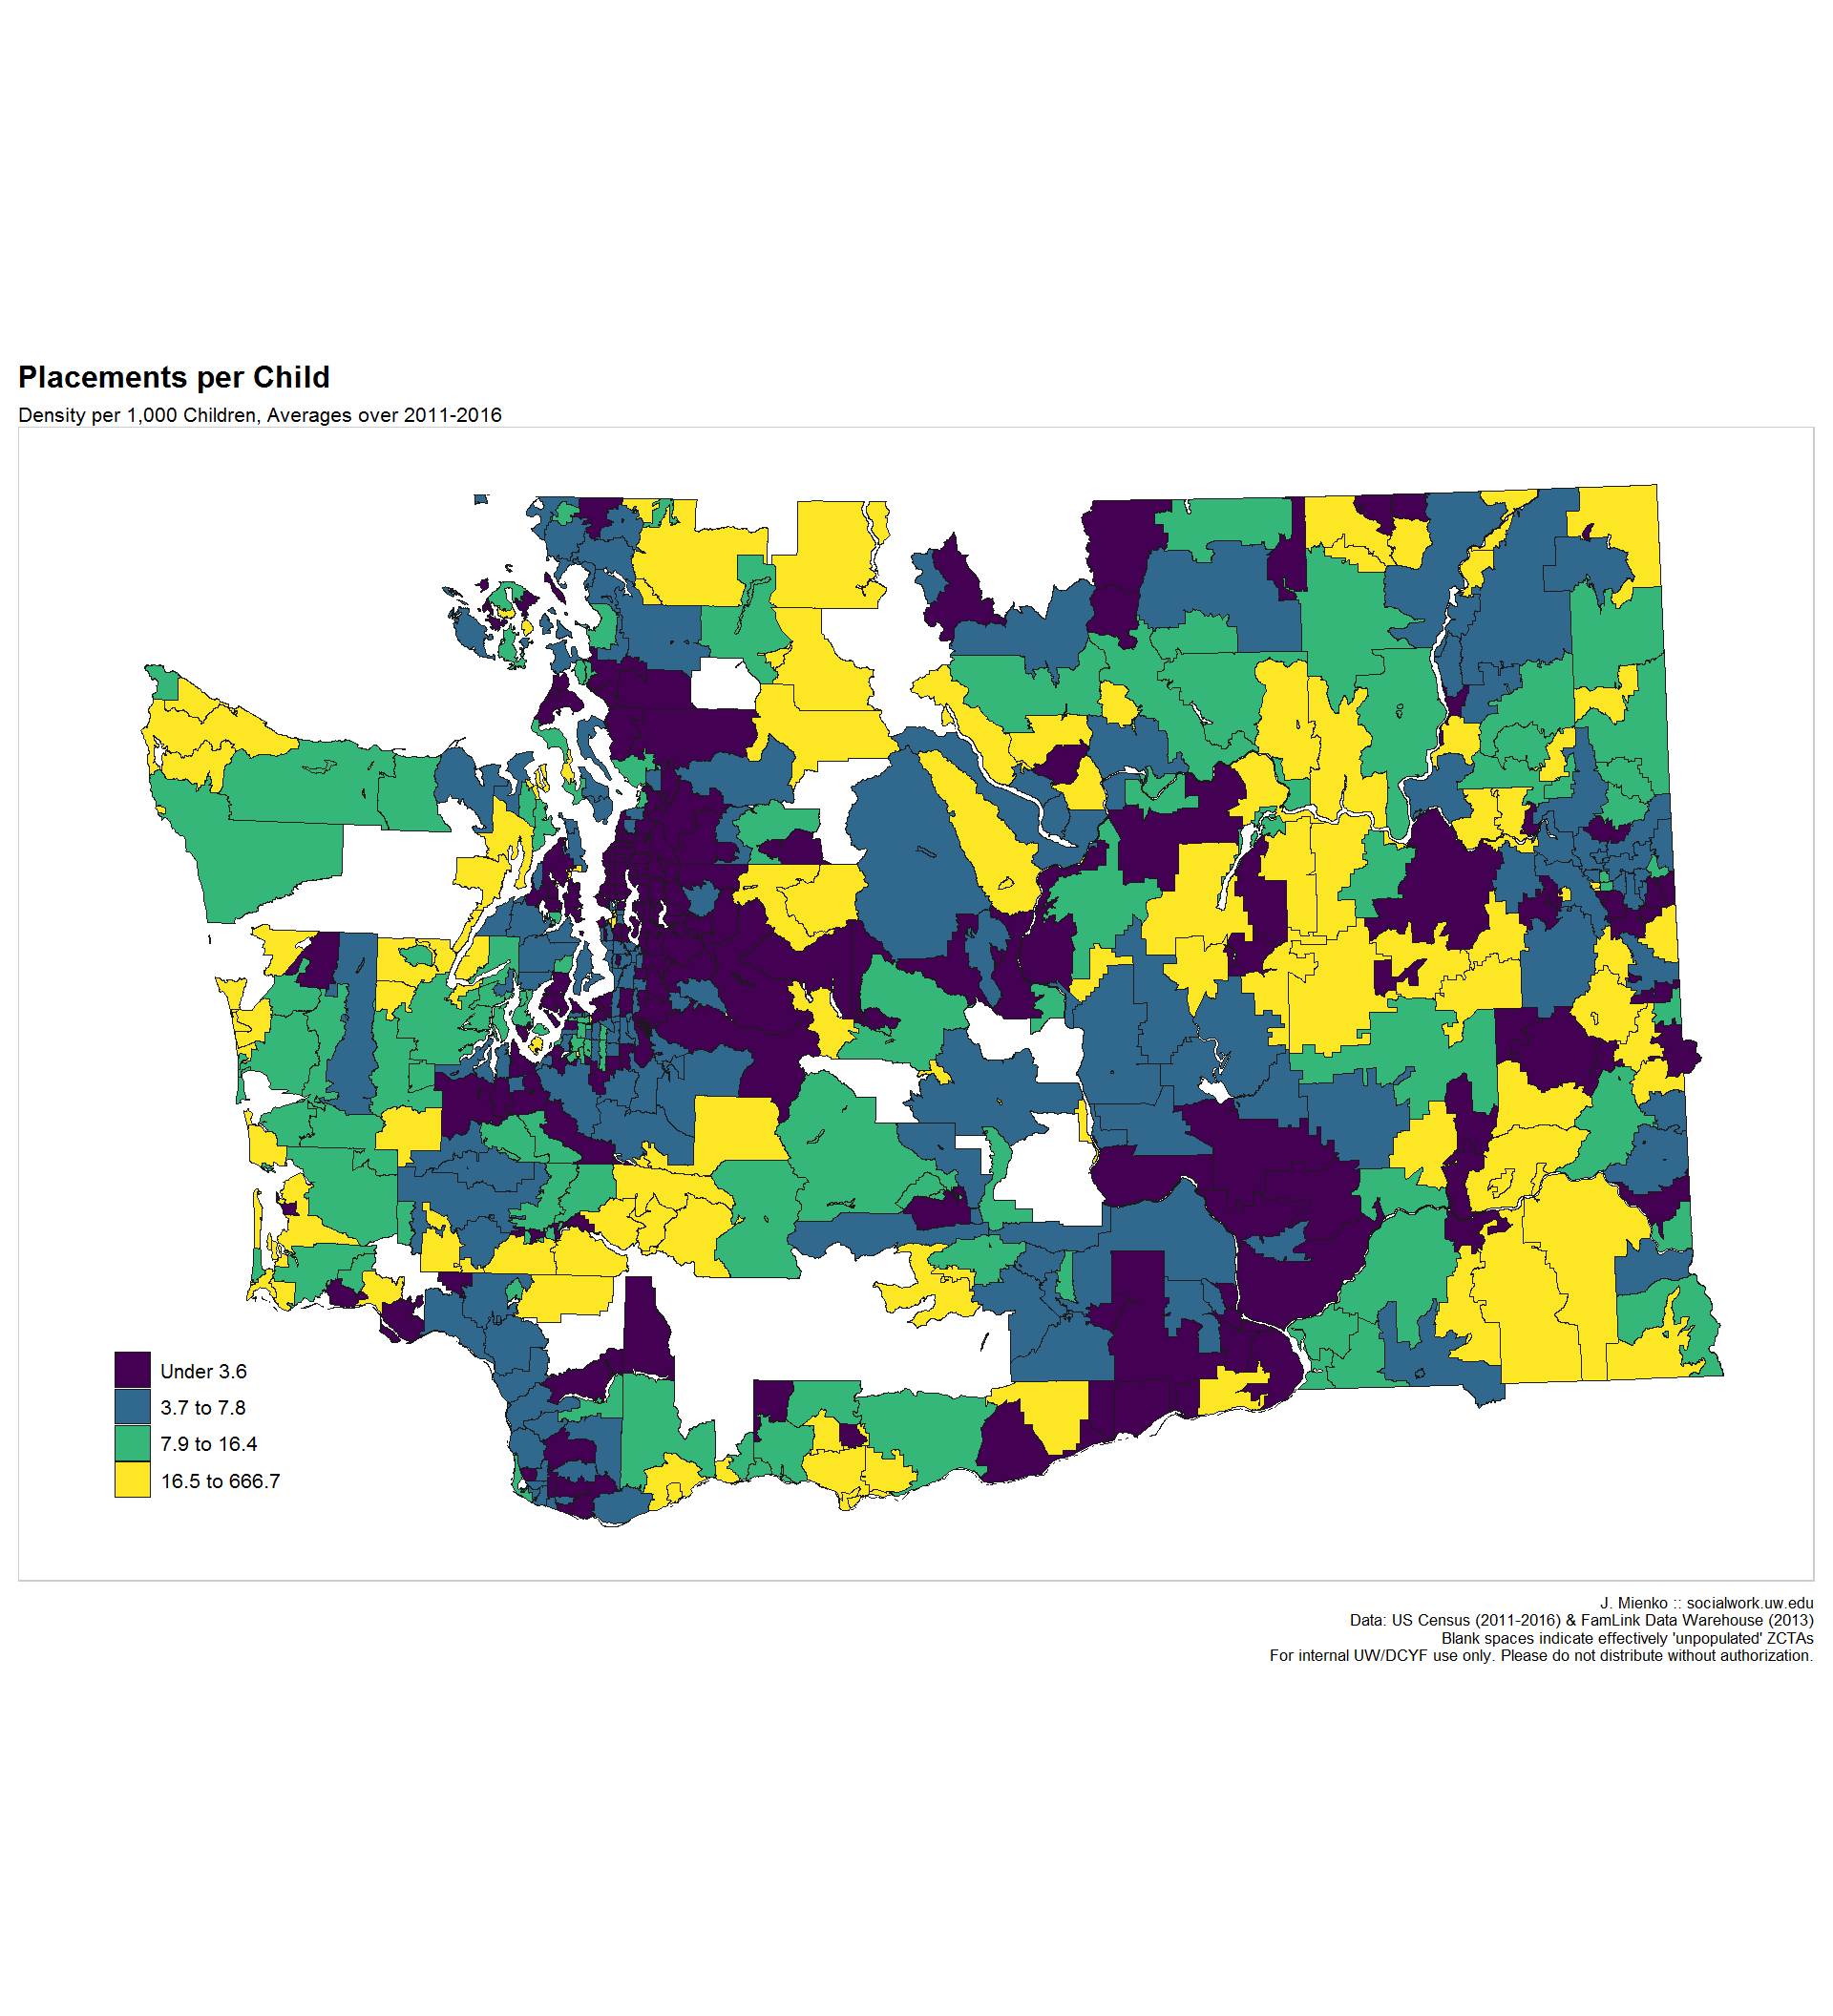 Placements per Child
Density per 1,000 Children, Averages over 2011-2016
Under 3.6
3.7 to 7.8
7.9 to 16.4
16.5 to 666.7
J. Mienko :: socialwork.uw.edu
Data: US Census (2011-2016) & FamLink Data Warehouse (2013)
Blank spaces indicate effectively 'unpopulated' ZCTAs
For internal UW/DCYF use only. Please do not distribute without authorization.